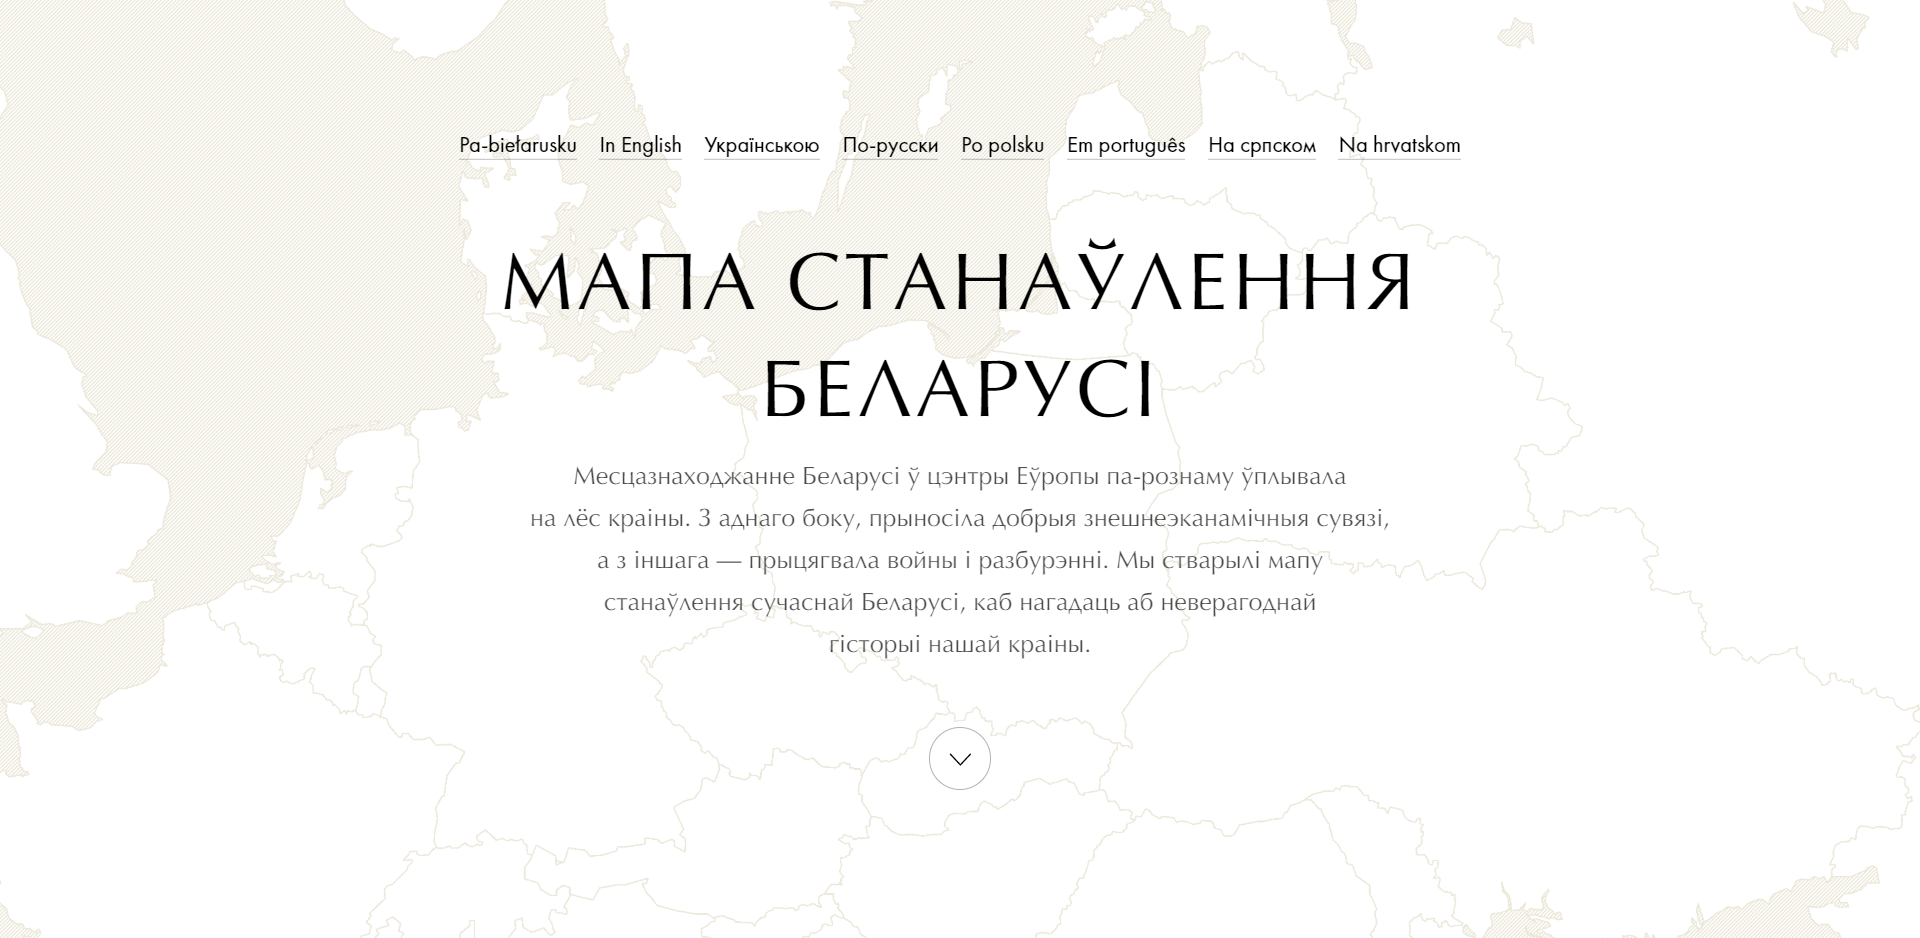 Pa-biełarusku In English Українською По-русски Po polsku Em português На српском Na hrvatskom
МАПА СТАНАЎЛЕННЯ
БЕЛАРУСІ
Месцазнаходжанне Беларусі ў цэнтры Еўропы па-рознаму ўплывала
на лёс краіны. З аднаго боку, прыносіла добрыя знешнеэканамічныя сувязі,
а з іншага — прыцягвала войны і разбурэнні. Мы стварылі мапу
станаўлення сучаснай Беларусі, каб нагадаць аб неверагоднай
гісторыі нашай краіны.